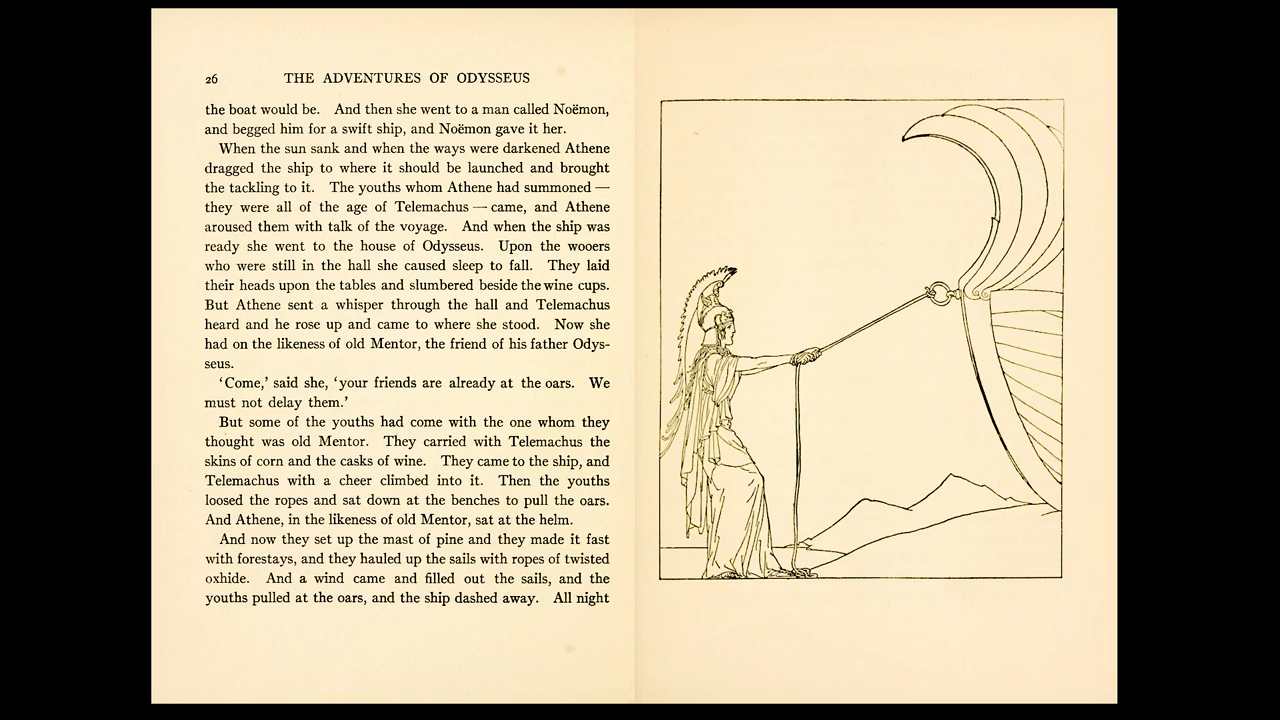 26 THE ADVENTURES OF ODYSSEUS
the boat would be. And then she went to a man called Noëmon,
and begged him for a swift ship, and Noëmon gave it her.
When the sun sank and when the ways were darkened Athene
dragged the ship to where it should be launched and brought
the tackling to it. The youths whom Athene had summoned —
they were all of the age of Telemachus — came, and Athene
aroused them with talk of the voyage. And when the ship was
ready she went to the house of Odysseus. Upon the wooers
who were still in the hall she caused sleep to fall. They laid
their heads upon the tables and slumbered beside the wine cups.
But Athene sent a whisper through the hall and Telemachus
heard and he rose up and came to where she stood. Now she
had on the likeness of old Mentor, the friend of his father Odys-
seus.
‘Come,’ said she, ‘your friends are already at the oars. We
must not delay them.’
But some of the youths had come with the one whom they
thought was old Mentor. They carried with Telemachus the
skins of corn and the casks of wine. They came to the ship, and
Telemachus with a cheer climbed into it. Then the youths
loosed the ropes and sat down at the benches to pull the oars.
And Athene, in the likeness of old Mentor, sat at the helm.
And now they set up the mast of pine and they made it fast
with forestays, and they hauled up the sails with ropes of twisted
oxhide. And a wind came and filled out the sails, and the
youths pulled at the oars, and the ship dashed away. All night